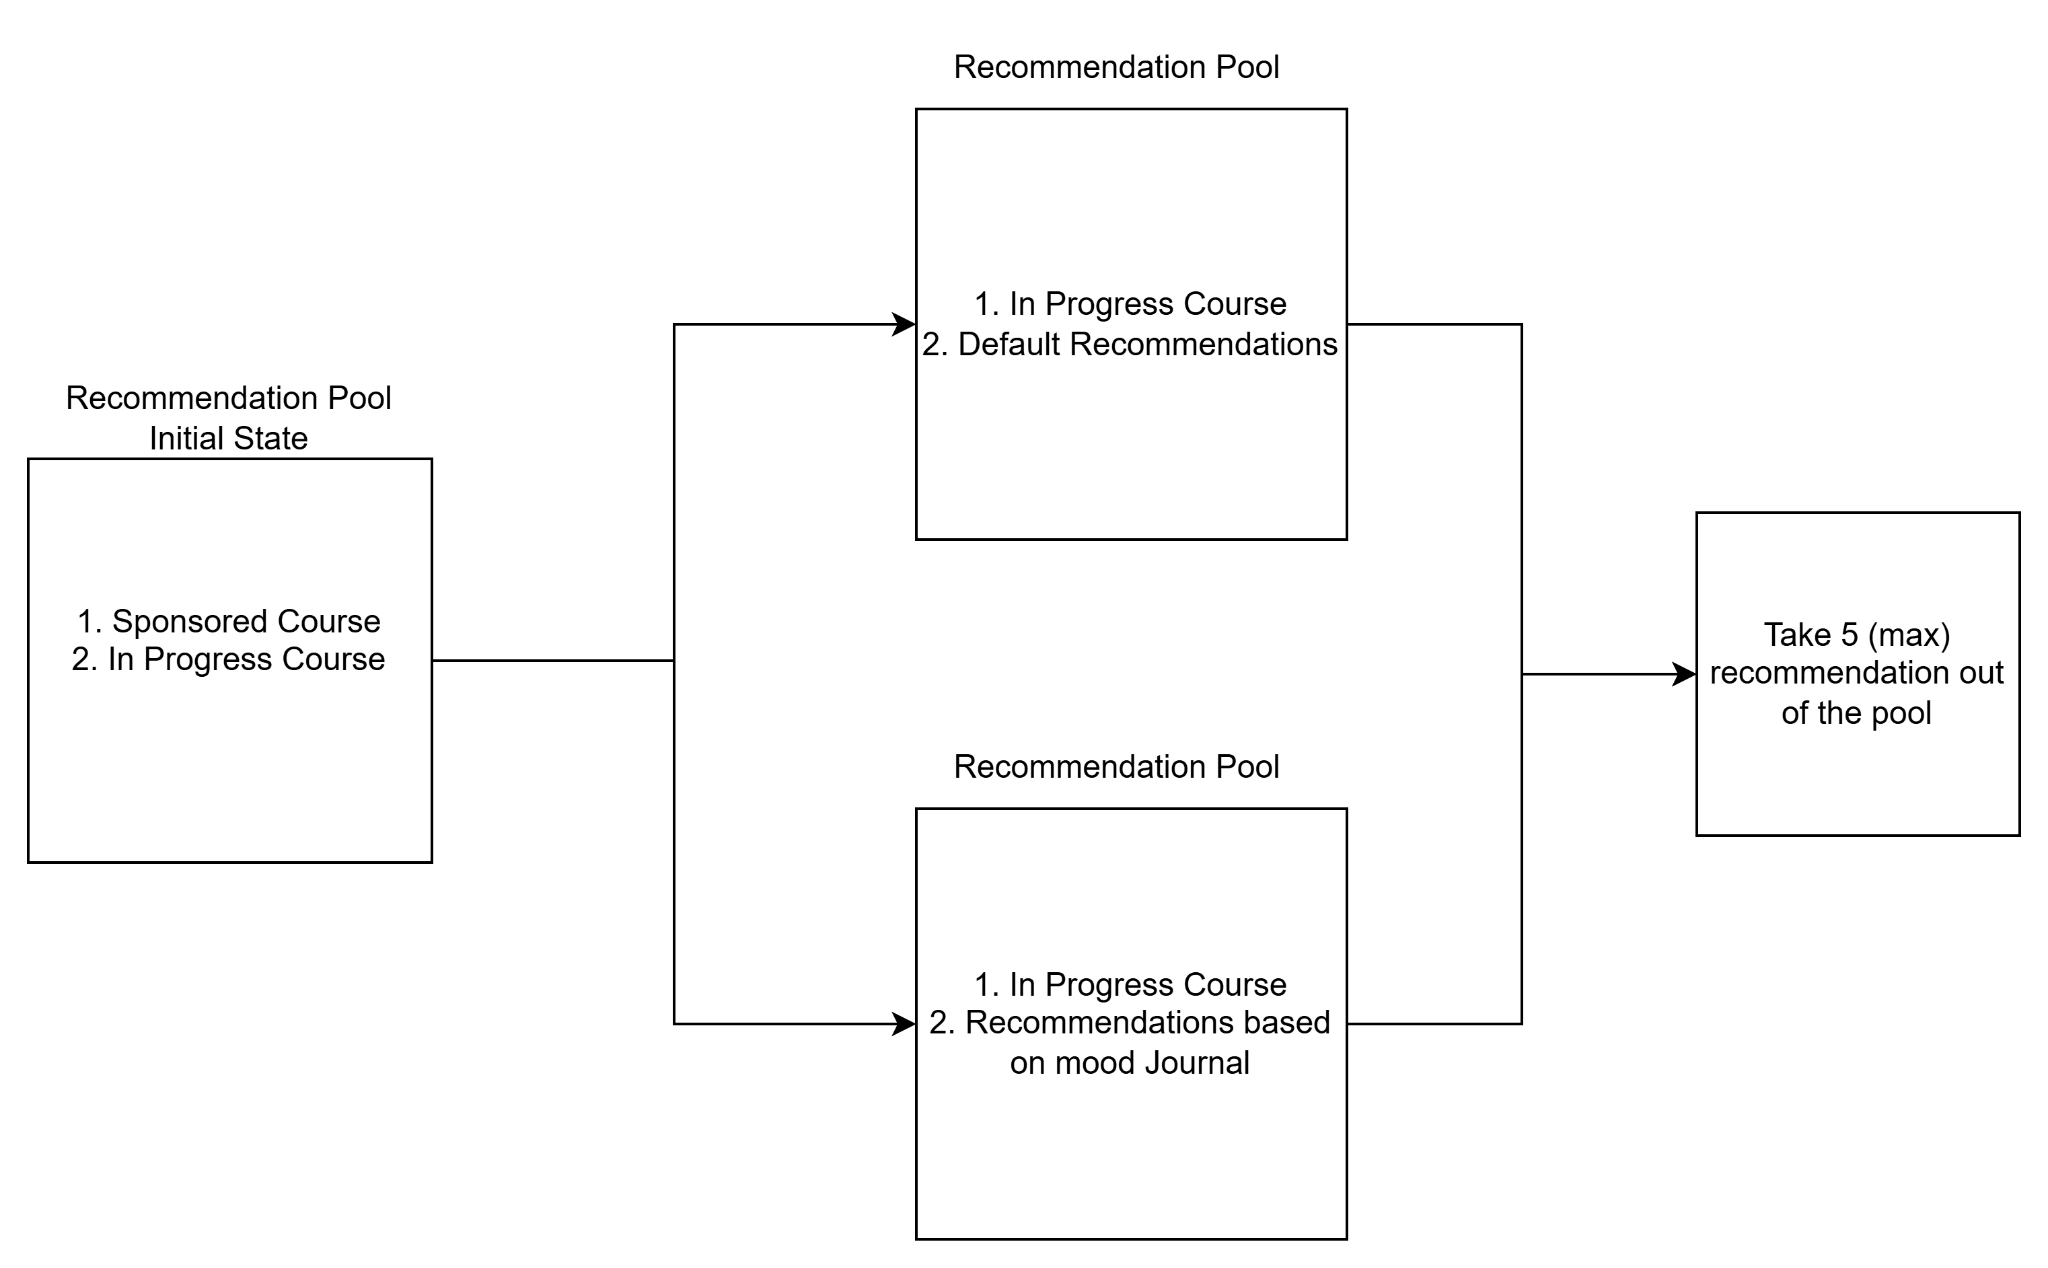 Recommendation Pool
Initial State
1. Sponsored Course
2. In Progress Course
Recommendation Pool
1. In Progress Course
2. Default Recommendations
Recommendation Pool
1. In Progress Course
2. Recommendations based
on mood Journal
Take 5 (max)
recommendation out
of the pool